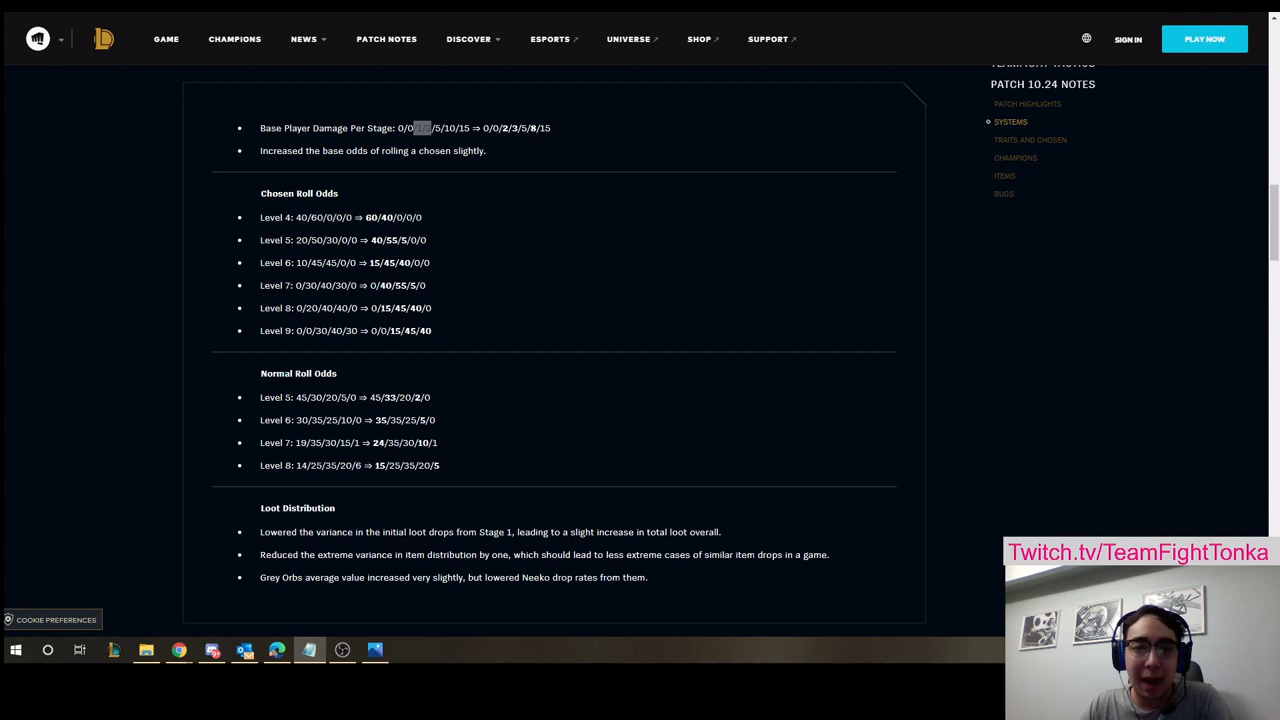 GAME
CHAMPIONS
NEWS
PATCH NOTES
DISCOVER
ESPORTS
UNIVERSE
SHOP
SUPPORT
SIGN IN
PLAY NOW
TEAMFIGHT TACTICS
PATCH 10.24 NOTES
PATCH HIGHLIGHTS
SYSTEMS
TRAITS AND CHOSEN
CHAMPIONS
ITEMS
BUGS
Base Player Damage Per Stage: 0/0/ /5/10/15 ⇒ 0/0/2/3/5/8/15
Increased the base odds of rolling a chosen slightly.
Chosen Roll Odds
Level 4: 40/60/0/0/0 ⇒ 60/40/0/0/0
Level 5: 20/50/30/0/0 ⇒ 40/55/5/0/0
Level 6: 10/45/45/0/0 ⇒ 15/45/40/0/0
Level 7: 0/30/40/30/0 ⇒ 0/40/55/5/0
Level 8: 0/20/40/40/0 ⇒ 0/15/45/40/0
Level 9: 0/0/30/40/30 ⇒ 0/0/15/45/40
Normal Roll Odds
Level 5: 45/30/20/5/0 ⇒ 45/33/20/2/0
Level 6: 30/35/25/10/0 ⇒ 35/35/25/5/0
Level 7: 19/35/30/15/1 ⇒ 24/35/30/10/1
Level 8: 14/25/35/20/6 ⇒ 15/25/35/20/5
Loot Distribution
Lowered the variance in the initial loot drops from Stage 1, leading to a slight increase in total loot overall.
Reduced the extreme variance in item distribution by one, which should lead to less extreme cases of similar item drops in a game.
Grey Orbs average value increased very slightly, but lowered Neeko drop rates from them.
COOKIE PREFERENCES
Twitch.tv/TeamFightTonka